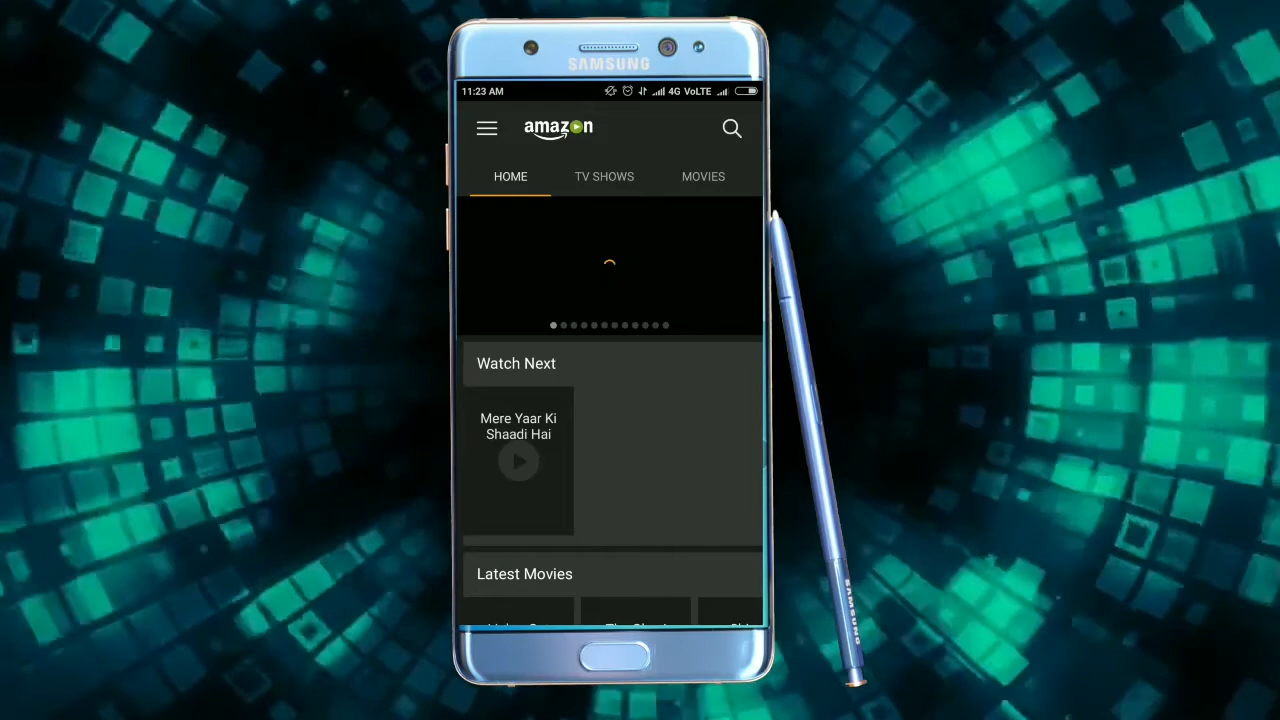 SAMSUNG
11:23 AM 4G VoLTE
amazon
HOME TV SHOWS MOVIES
Watch Next
Mere Yaar Ki
Shaadi Hai
Latest Movies
SAMSUNG